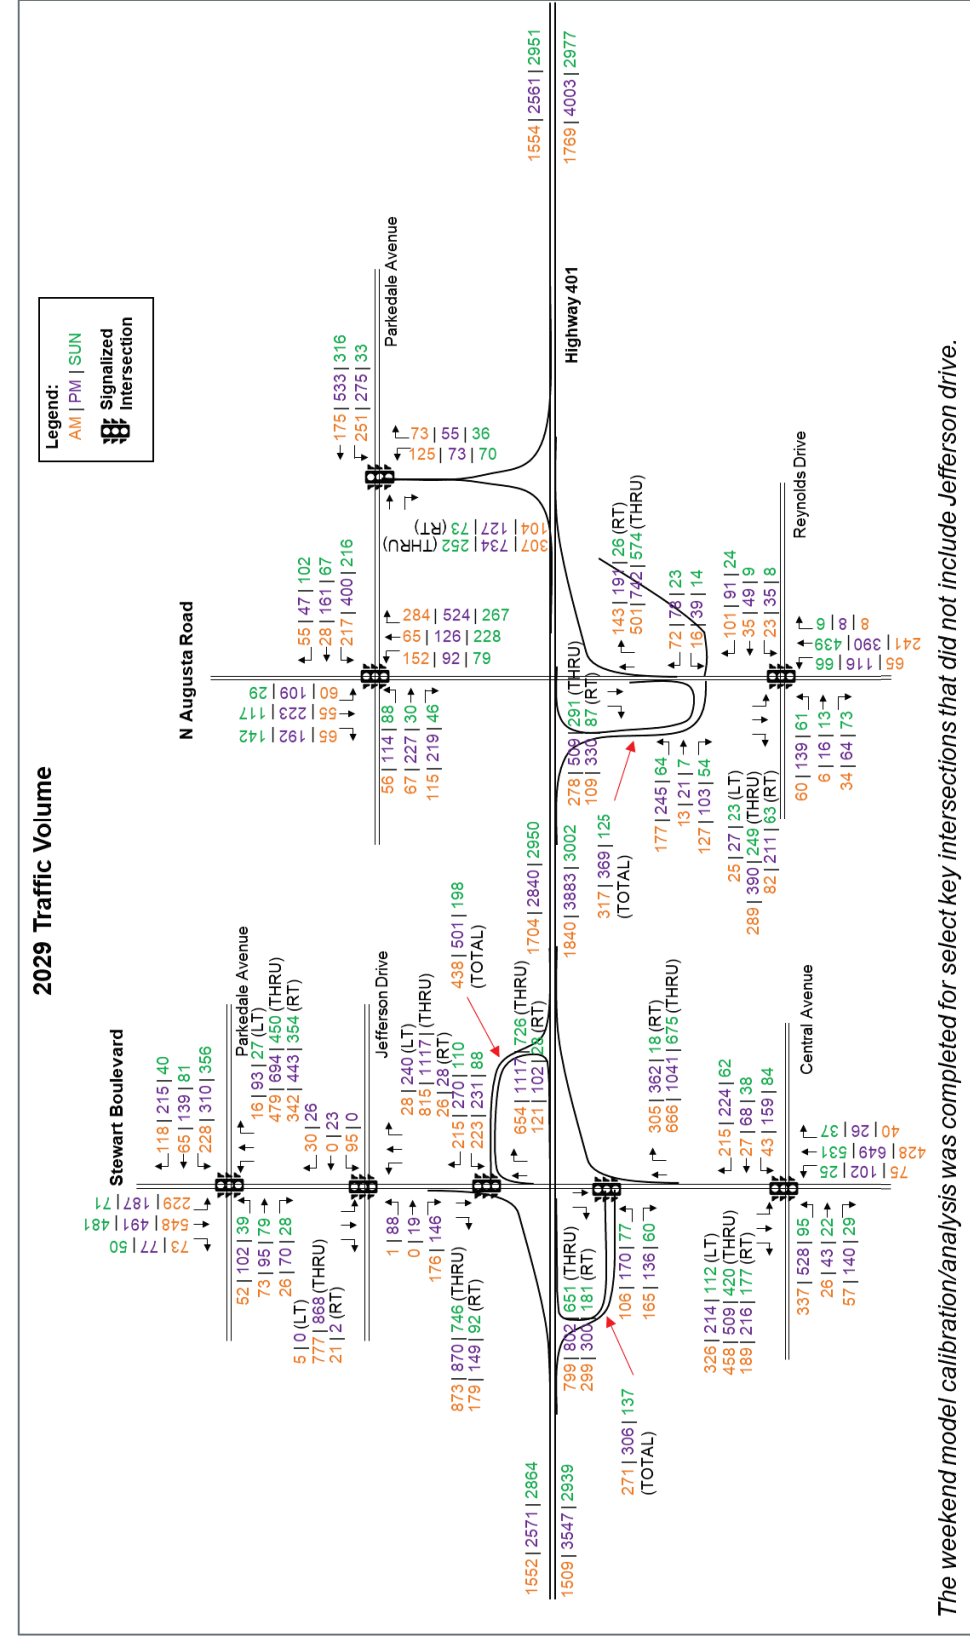 2029 Traffic Volume
Legend:
AM | PM | SUN
Signalized
Intersection
Stewart Boulevard
118 | 215 | 40
65 | 139 | 81
228 | 310 | 356
Parkedale Avenue
229 | 187 | 71
548 | 491 | 481
73 | 77 | 50
16 | 93 | 27 (LT)
479 | 694 | 450 (THRU)
342 | 443 | 354 (RT)
52 | 102 | 39
73 | 95 | 79
26 | 70 | 28
30 | 26
0 | 23
95 | 0
Jefferson Drive
5 | 0 (LT)
777 | 868 (THRU)
21 | 2 (RT)
28 | 240 (LT)
815 | 1117 | (THRU)
26 | 28 (RT)
1 | 88
0 | 19
176 | 146
215 | 270 | 110
223 | 231 | 88
438 | 501 | 198
(TOTAL)
873 | 870 | 746 (THRU)
179 | 149 | 92 (RT)
654 | 1117 | 726 (THRU)
121 | 102 | 28 (RT)
1552 | 2571 | 2864
1509 | 3547 | 2939
1704 | 2840 | 2950
1840 | 3883 | 3002
1554 | 2561 | 2951
1769 | 4003 | 2977
Highway 401
799 | 802 | 651 (THRU)
299 | 300 | 181 (RT)
305 | 362 | 18 (RT)
666 | 1041 | 675 (THRU)
106 | 170 | 77
165 | 136 | 60
271 | 306 | 137
(TOTAL)
215 | 224 | 62
27 | 68 | 38
43 | 159 | 84
Central Avenue
326 | 214 | 112 (LT)
458 | 509 | 420 (THRU)
189 | 216 | 177 (RT)
337 | 528 | 95
26 | 43 | 22
57 | 140 | 29
40 | 26 | 37
428 | 649 | 531
75 | 102 | 25
N Augusta Road
55 | 47 | 102
28 | 161 | 67
217 | 400 | 216
60 | 109 | 29
55 | 223 | 117
65 | 192 | 142
284 | 524 | 267
65 | 126 | 228
152 | 92 | 79
56 | 114 | 88
67 | 227 | 30
115 | 219 | 46
175 | 533 | 316
251 | 275 | 33
Parkedale Avenue
73 | 55 | 36
125 | 73 | 70
104 | 127 | 73 (RT)
307 | 734 | 252 (THRU)
278 | 509 | 291 (THRU)
109 | 330 | 87 (RT)
143 | 191 | 26 (RT)
501 | 742 | 574 (THRU)
317 | 369 | 125
(TOTAL)
72 | 78 | 23
16 | 39 | 14
177 | 245 | 64
13 | 21 | 7
127 | 103 | 54
101 | 91 | 24
35 | 49 | 9
23 | 35 | 8
Reynolds Drive
25 | 27 | 23 (LT)
289 | 390 | 249 (THRU)
82 | 211 | 63 (RT)
60 | 139 | 61
6 | 16 | 13
34 | 64 | 73
8 | 8 | 6
241 | 390 | 439
65 | 116 | 66
The weekend model calibration/analysis was completed for select key intersections that did not include Jefferson drive.